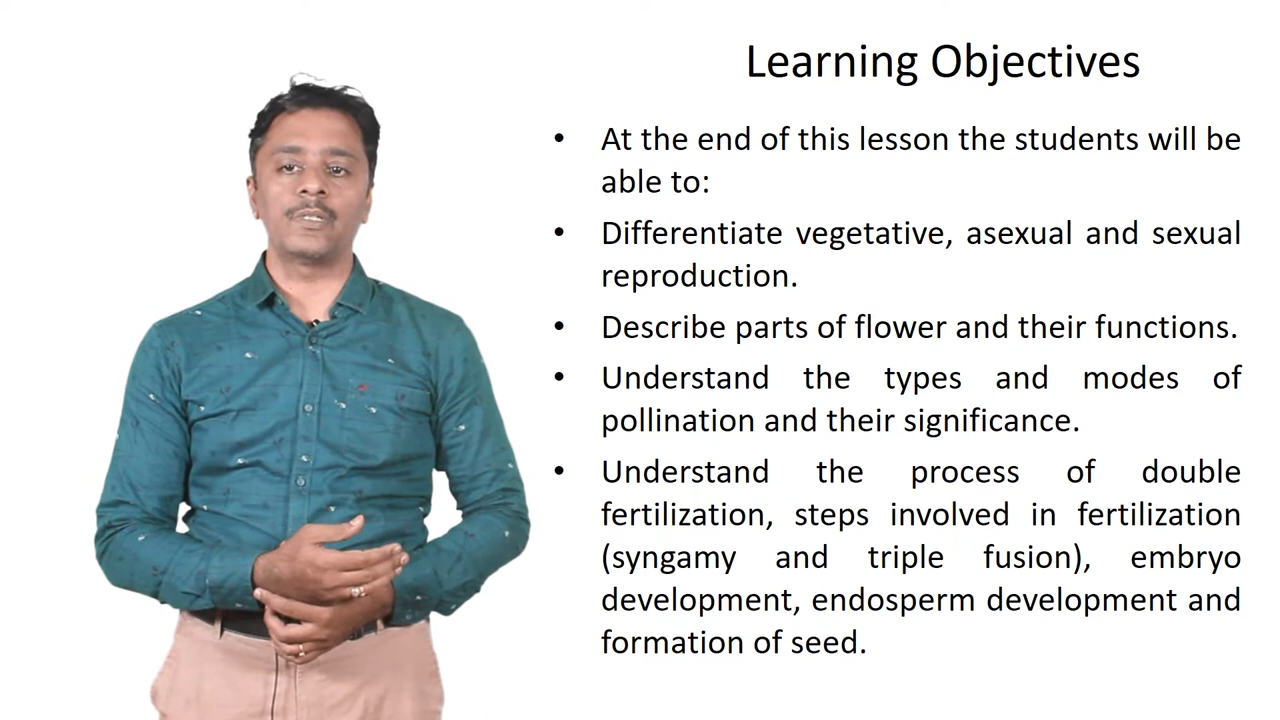 Learning Objectives
• At the end of this lesson the students will be
able to:
• Differentiate vegetative, asexual and sexual
reproduction.
• Describe parts of flower and their functions.
• Understand the types and modes of
pollination and their significance.
• Understand the process of double
fertilization, steps involved in fertilization
(syngamy and triple fusion), embryo
development, endosperm development and
formation of seed.